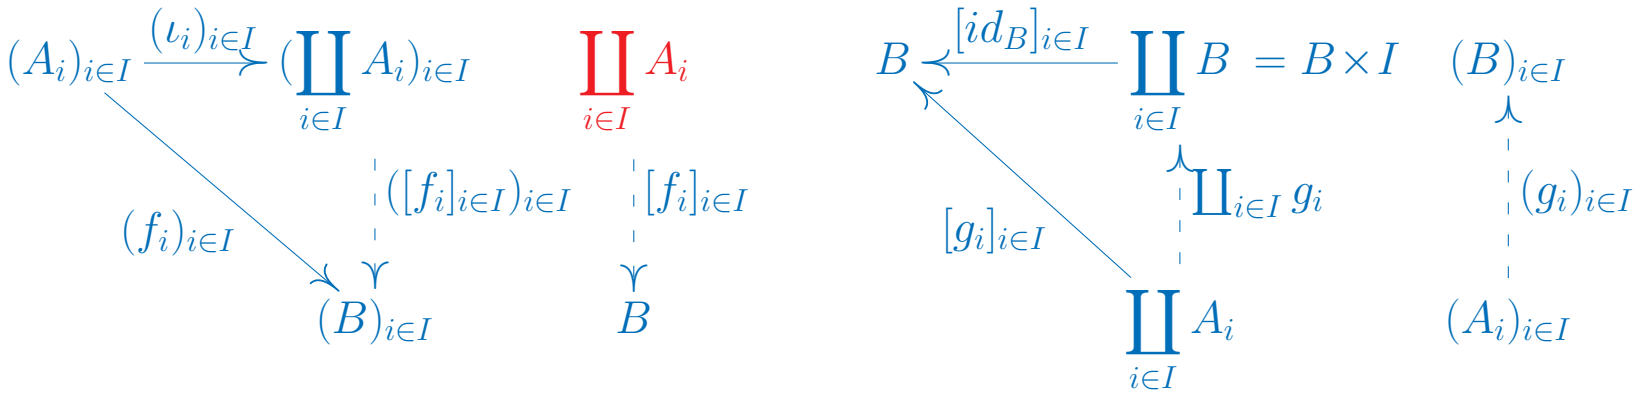 (A_i)_{i∈I} (ι_i)_{i∈I} (∐_{i∈I} A_i)_{i∈I} ∐_{i∈I} A_i B [id_B]_{i∈I} ∐_{i∈I} B = B×I (B)_{i∈I}
(f_i)_{i∈I} ([f_i]_{i∈I})_{i∈I} [f_i]_{i∈I} [g_i]_{i∈I} ∐_{i∈I} g_i (g_i)_{i∈I}
(B)_{i∈I} B ∐_{i∈I} A_i (A_i)_{i∈I}